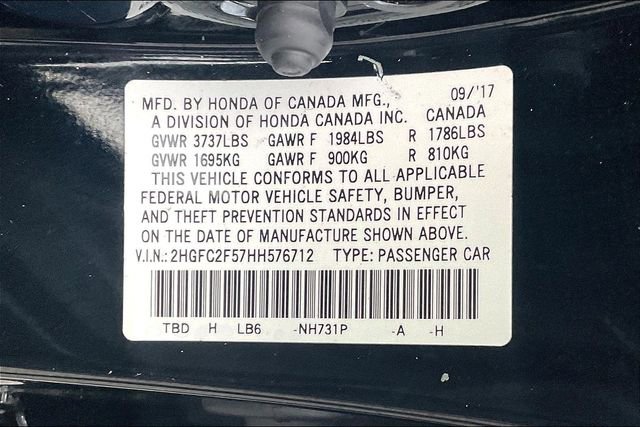 MFD. BY HONDA OF CANADA MFG., 09/'17
A DIVISION OF HONDA CANADA INC. CANADA
GVWR 3737LBS GAWR F 1984LBS R 1786LBS
GVWR 1695KG GAWR F 900KG R 810KG
THIS VEHICLE CONFORMS TO ALL APPLICABLE
FEDERAL MOTOR VEHICLE SAFETY, BUMPER,
AND THEFT PREVENTION STANDARDS IN EFFECT
ON THE DATE OF MANUFACTURE SHOWN ABOVE.
V.I.N.: 2HGFC2F57HH576712 TYPE: PASSENGER CAR
TBD H LB6 -NH731P -A -H